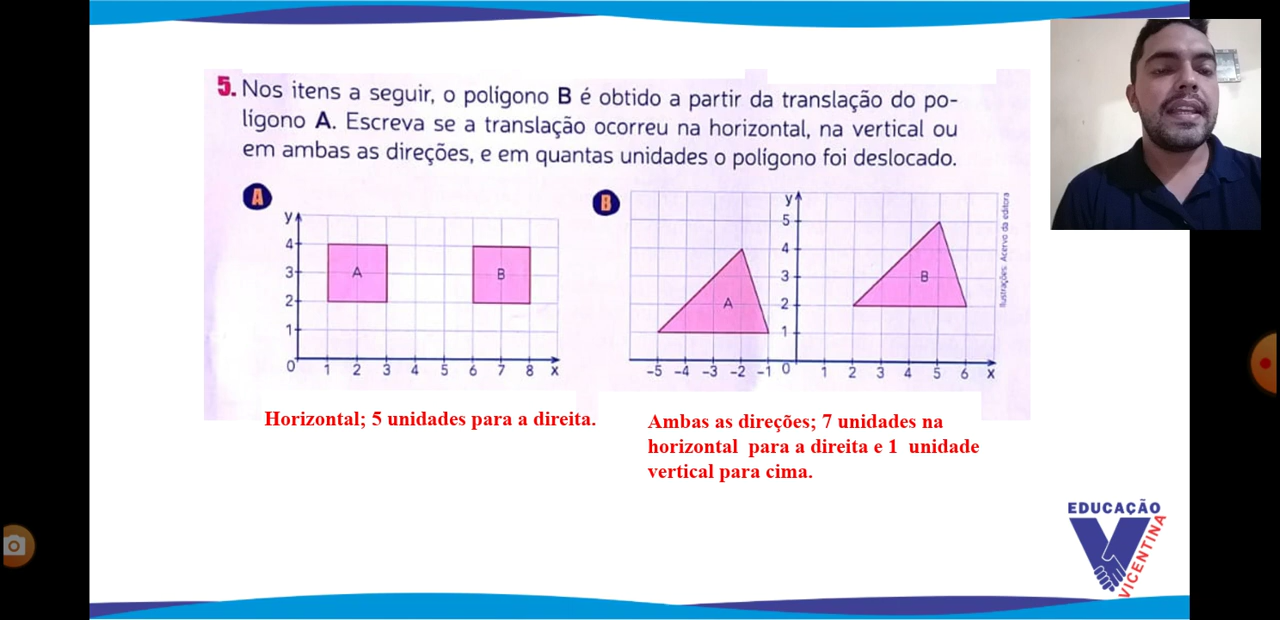 5. Nos itens a seguir, o polígono B é obtido a partir da translação do po-
lígono A. Escreva se a translação ocorreu na horizontal, na vertical ou
em ambas as direções, e em quantas unidades o polígono foi deslocado.
A
y
4
3
2
1
0 1 2 3 4 5 6 7 8 x
A
B
B
y
5
4
3
2
1
-5 -4 -3 -2 -1 0 1 2 3 4 5 6 x
A
B
Ilustrações: Acervo da editora
Horizontal; 5 unidades para a direita.
Ambas as direções; 7 unidades na
horizontal para a direita e 1 unidade
vertical para cima.
EDUCAÇÃO
VICENTINA